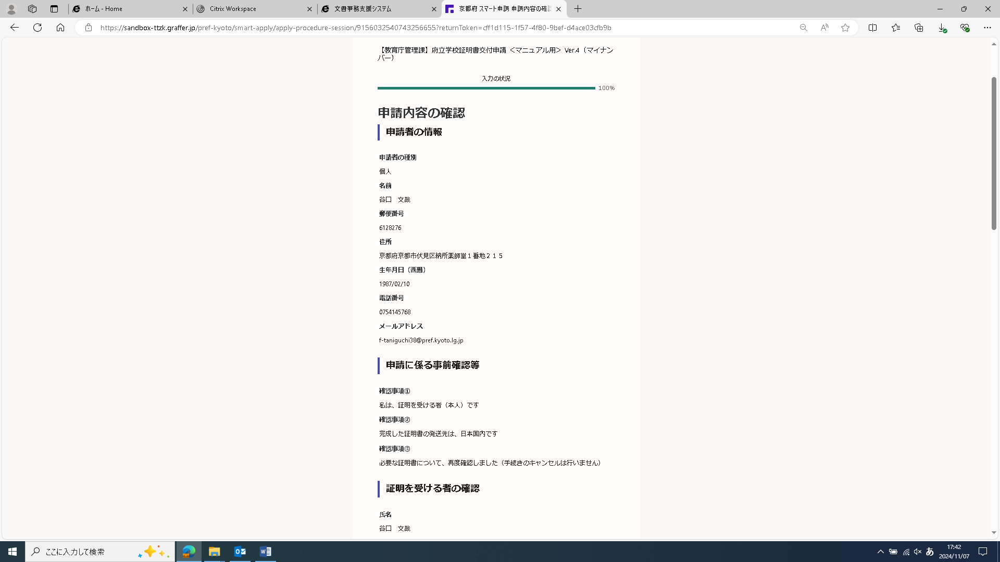 ホーム - Home
Citrix Workspace
文書事務支援システム
京都府 スマート申請 申請内容の確認
https://sandbox-ttzk.graffer.jp/pref-kyoto/smart-apply/apply-procedure-session/9156032540743256655?returnToken=cff1d115-1f57-4f80-9bef-d4ace03cfb9b
【教育庁管理課】府立学校証明書交付申請 ＜マニュアル用＞ Ver.4（マイナン
バー）
入力の状況
100%
申請内容の確認
申請者の情報
申請者の種別
個人
名前
谷口　文哉
郵便番号
6128276
住所
京都府京都市伏見区納所薬師堂１番地２１５
生年月日（西暦）
1987/02/10
電話番号
0754145768
メールアドレス
f-taniguchi38@pref.kyoto.lg.jp
申請に係る事前確認等
確認事項①
私は、証明を受ける者（本人）です
確認事項②
完成した証明書の発送先は、日本国内です
確認事項③
必要な証明書について、再度確認しました（手続きのキャンセルは行いません）
証明を受ける者の確認
氏名
谷口　文哉
ここに入力して検索
あ
17:42
2024/11/07